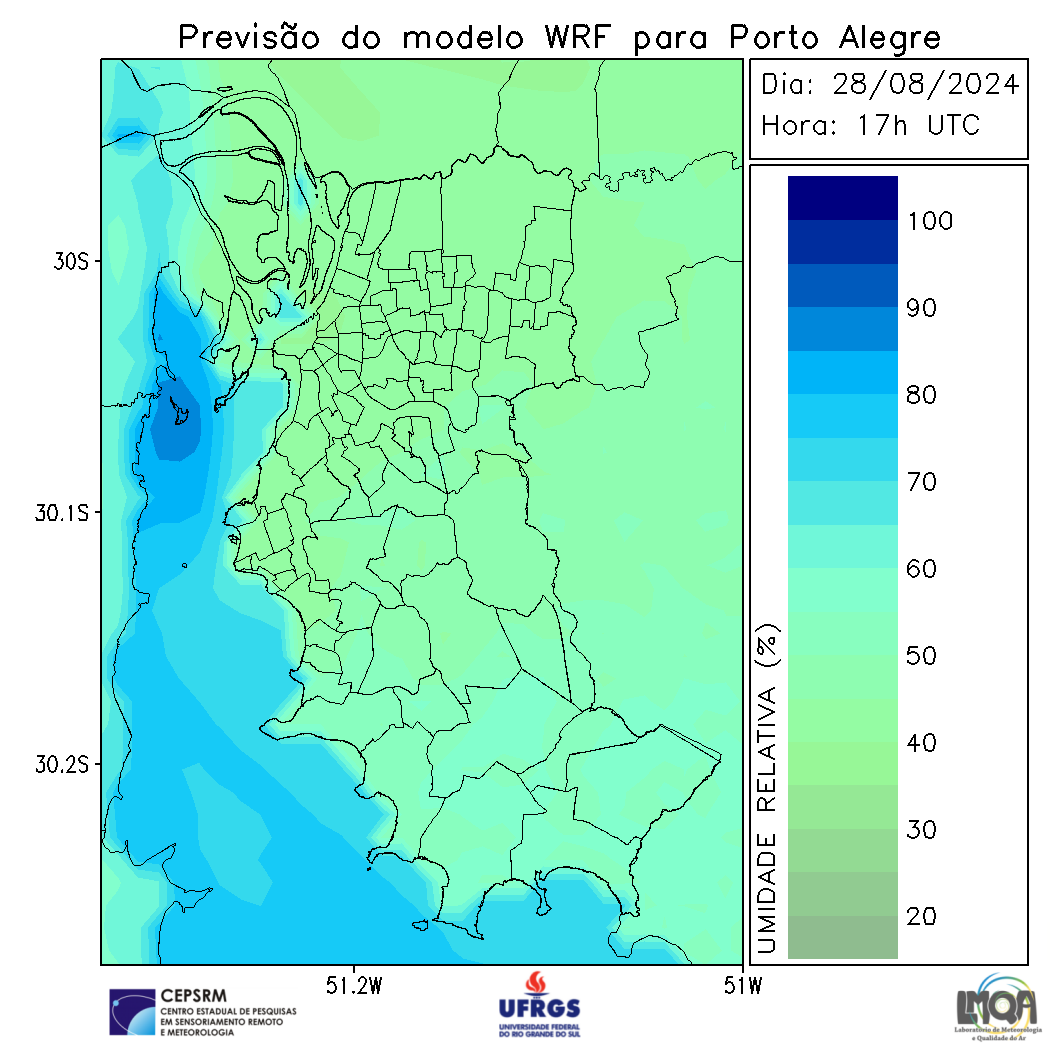 Previsão do modelo WRF para Porto Alegre
Dia: 28/08/2024
Hora: 17h UTC
30S
30.1S
30.2S
51.2W
51W
100
90
80
70
60
50
40
30
20
UMIDADE RELATIVA (%)
CEPSRM
CENTRO ESTADUAL DE PESQUISAS
EM SENSORIAMENTO REMOTO
E METEOROLOGIA
UFRGS
UNIVERSIDADE FEDERAL
DO RIO GRANDE DO SUL
LMQA
Laboratório de Meteorologia
e Qualidade do Ar